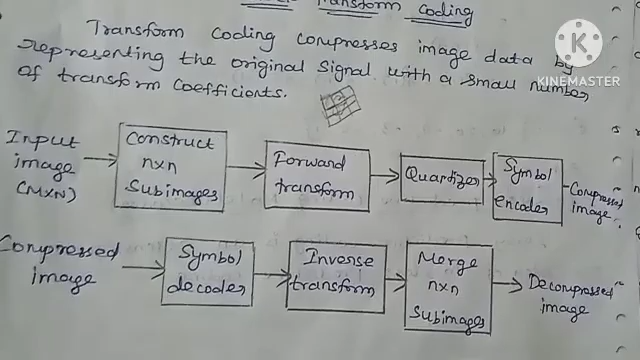 Transform Coding
Transform coding compresses image data by
representing the original signal with a small number
of transform coefficients.
KINEMASTER
Input
image
(MXN)
Construct
nxn
Subimages
Forward
transform
Quantizer
Symbol
encoder
Compressed
image
Compressed
image
Symbol
decoder
Inverse
transform
Merge
nxn
Subimages
Decompressed
image